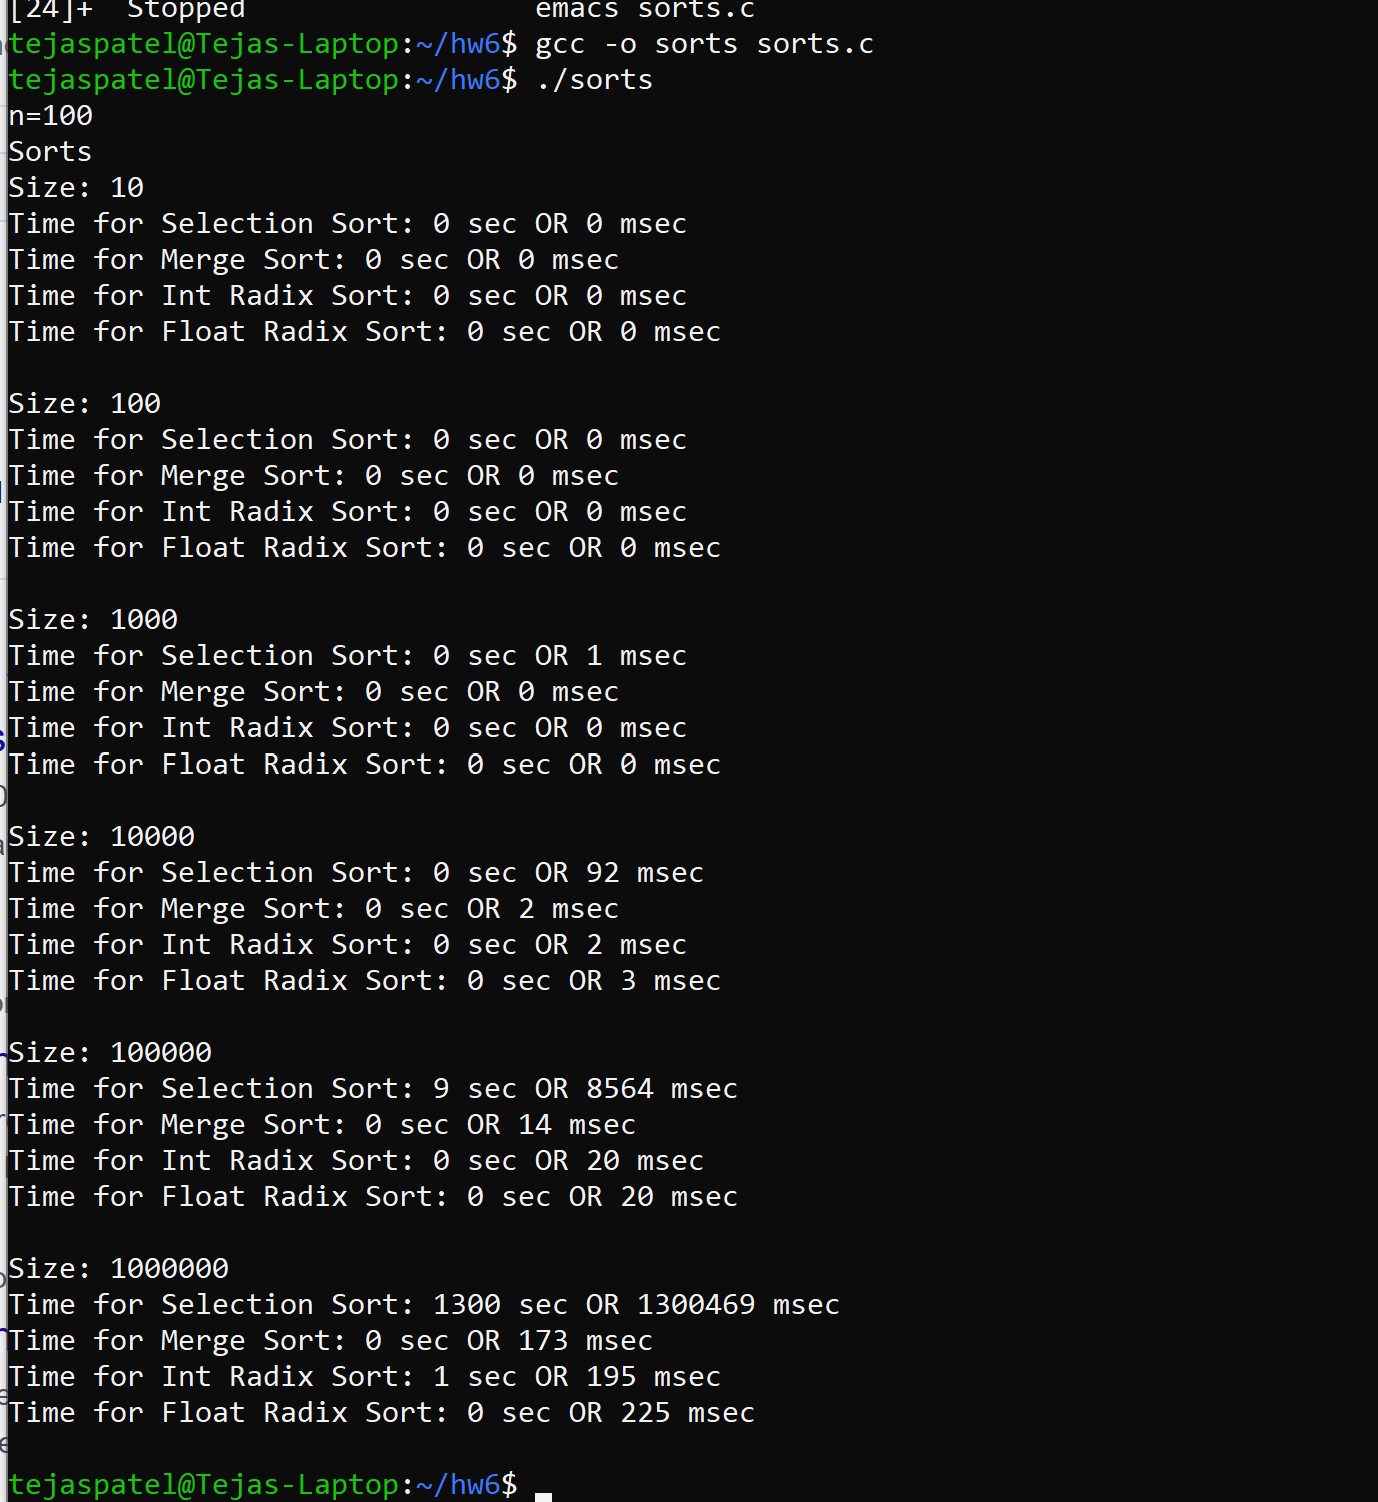 [24]+  Stopped                 emacs sorts.c
tejaspatel@Tejas-Laptop:~/hw6$ gcc -o sorts sorts.c
tejaspatel@Tejas-Laptop:~/hw6$ ./sorts
n=100
Sorts
Size: 10
Time for Selection Sort: 0 sec OR 0 msec
Time for Merge Sort: 0 sec OR 0 msec
Time for Int Radix Sort: 0 sec OR 0 msec
Time for Float Radix Sort: 0 sec OR 0 msec

Size: 100
Time for Selection Sort: 0 sec OR 0 msec
Time for Merge Sort: 0 sec OR 0 msec
Time for Int Radix Sort: 0 sec OR 0 msec
Time for Float Radix Sort: 0 sec OR 0 msec

Size: 1000
Time for Selection Sort: 0 sec OR 1 msec
Time for Merge Sort: 0 sec OR 0 msec
Time for Int Radix Sort: 0 sec OR 0 msec
Time for Float Radix Sort: 0 sec OR 0 msec

Size: 10000
Time for Selection Sort: 0 sec OR 92 msec
Time for Merge Sort: 0 sec OR 2 msec
Time for Int Radix Sort: 0 sec OR 2 msec
Time for Float Radix Sort: 0 sec OR 3 msec

Size: 100000
Time for Selection Sort: 9 sec OR 8564 msec
Time for Merge Sort: 0 sec OR 14 msec
Time for Int Radix Sort: 0 sec OR 20 msec
Time for Float Radix Sort: 0 sec OR 20 msec

Size: 1000000
Time for Selection Sort: 1300 sec OR 1300469 msec
Time for Merge Sort: 0 sec OR 173 msec
Time for Int Radix Sort: 1 sec OR 195 msec
Time for Float Radix Sort: 0 sec OR 225 msec

tejaspatel@Tejas-Laptop:~/hw6$